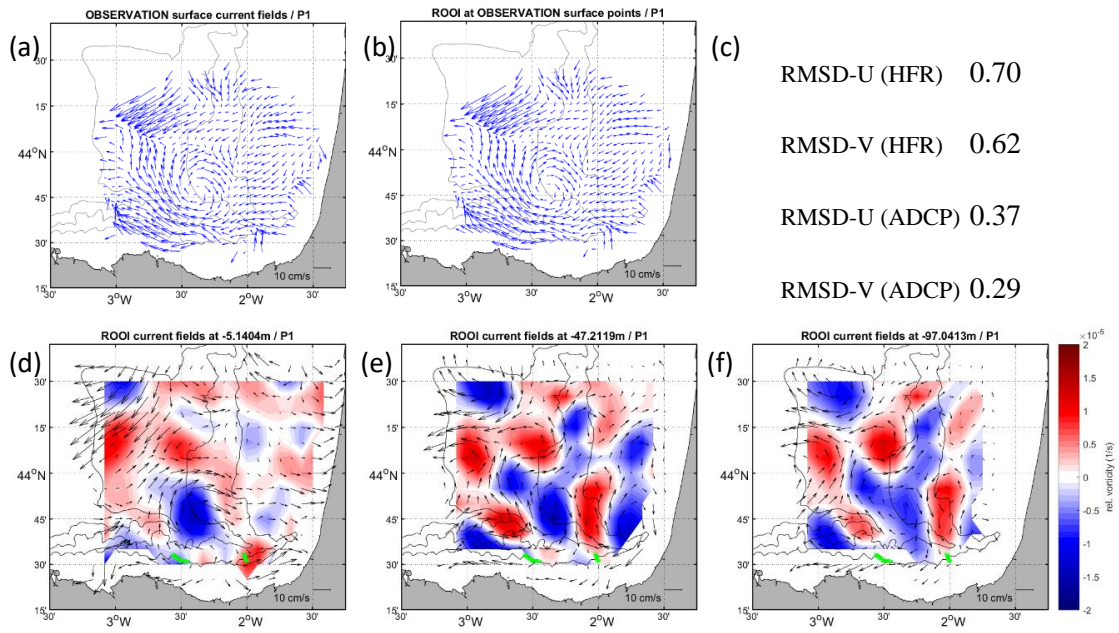 OBSERVATION surface current fields / P1
(a)
30'
15'
44°N
45'
30'
15'
30'
3°W
30'
2°W
30'
10 cm/s
ROOI at OBSERVATION surface points / P1
(b)
30'
15'
44°N
45'
30'
15'
30'
3°W
30'
2°W
30'
10 cm/s
(c)
RMSD-U (HFR) 0.70
RMSD-V (HFR) 0.62
RMSD-U (ADCP) 0.37
RMSD-V (ADCP) 0.29
ROOI current fields at -5.1404m / P1
(d)
30'
15'
44°N
45'
30'
15'
30'
3°W
30'
2°W
30'
10 cm/s
ROOI current fields at -47.2119m / P1
(e)
30'
15'
44°N
45'
30'
15'
30'
3°W
30'
2°W
30'
10 cm/s
ROOI current fields at -97.0413m / P1
(f)
30'
15'
44°N
45'
30'
15'
30'
3°W
30'
2°W
30'
10 cm/s
×10⁻⁵
2
1.5
1
0.5
0
-0.5
-1
-1.5
-2
rel. vorticity (1/s)